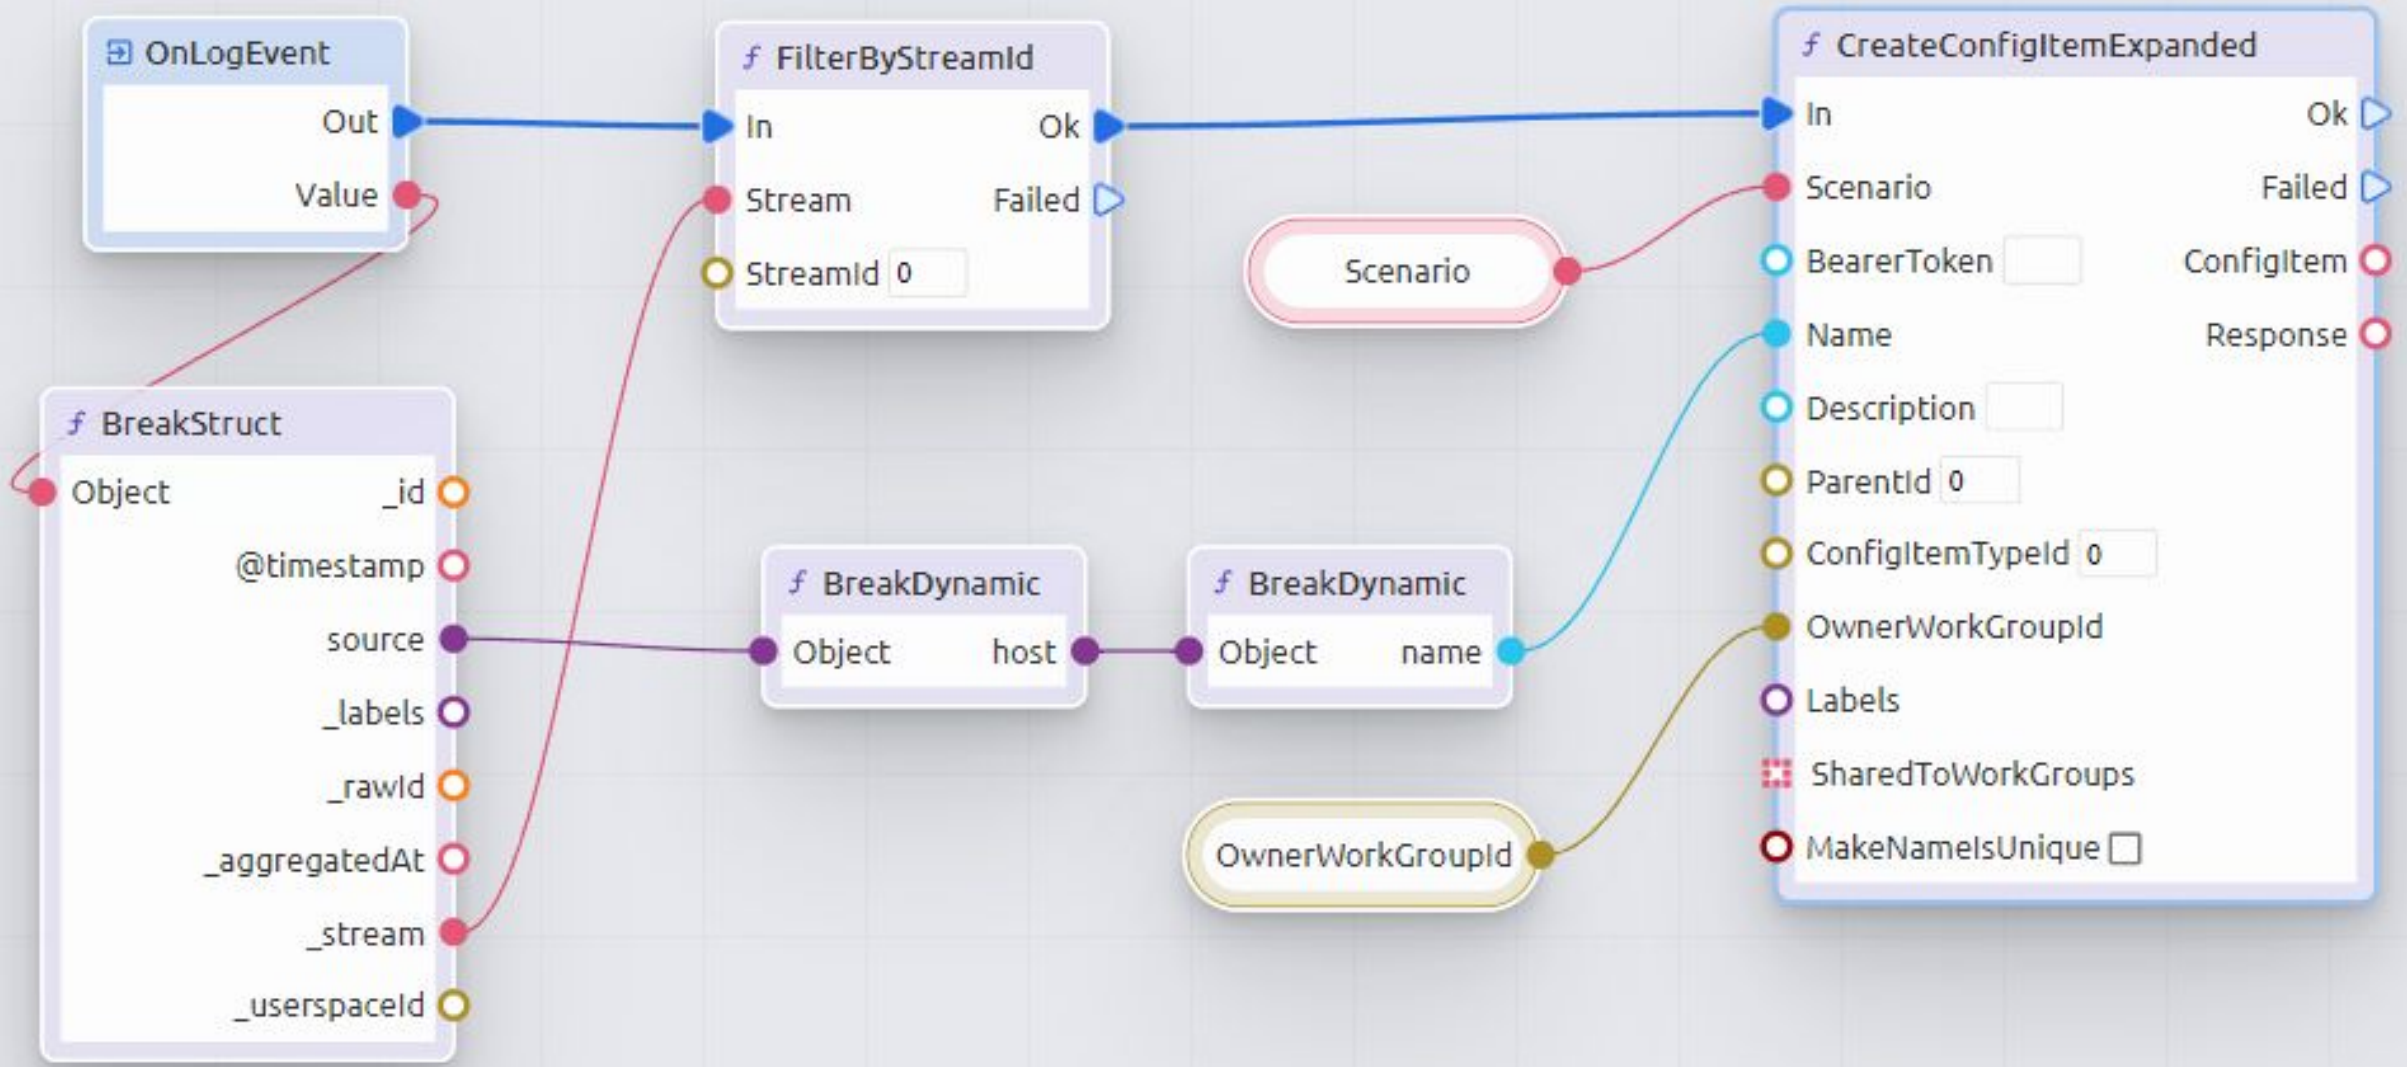 OnLogEvent
Out
Value
FilterByStreamId
In
Ok
Stream
Failed
StreamId 0
CreateConfigItemExpanded
In
Ok
Scenario
Failed
BearerToken
ConfigItem
Name
Response
Description
ParentId 0
ConfigItemTypeId 0
OwnerWorkGroupId
Labels
SharedToWorkGroups
MakeNameIsUnique
Scenario
BreakStruct
Object
_id
@timestamp
source
_labels
_rawId
_aggregatedAt
_stream
_userspaceId
BreakDynamic
Object
host
BreakDynamic
Object
name
OwnerWorkGroupId